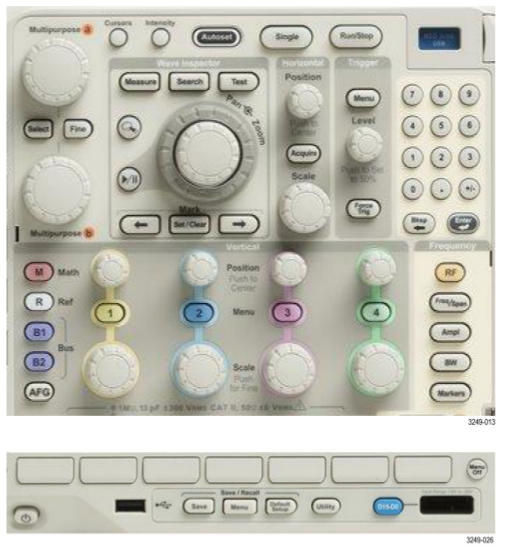 Multipurpose a
Cursors
Intensity
Autoset
Single
Run/Stop
Wave Inspector
Horizontal
Trigger
Measure
Search
Test
Position
Push to
Center
Menu
Level
Push to Set
to 50%
Pan
Zoom
Select
Fine
Acquire
Scale
Force
Trig
Mark
Set/Clear
Multipurpose b
7 8 9
4 5 6
1 2 3
0 . +/-
Bksp
Enter
Vertical
Frequency
M Math
R Ref
B1
B2
Bus
AFG
Position
Push to
Center
1
2
Menu
3
4
Scale
Push
for Fine
RF
Freq/Span
Ampl
BW
Markers
3249-013
Menu
Off
Save / Recall
Save
Menu
Default
Setup
Utility
D15-D0
3249-026